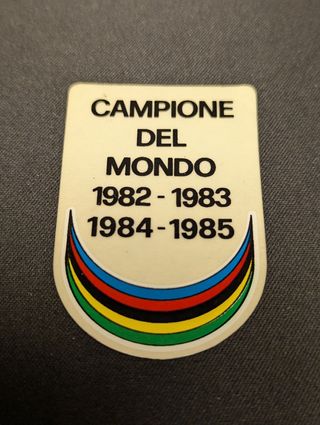 CAMPIONE
DEL
MONDO
1982 - 1983
1984 - 1985